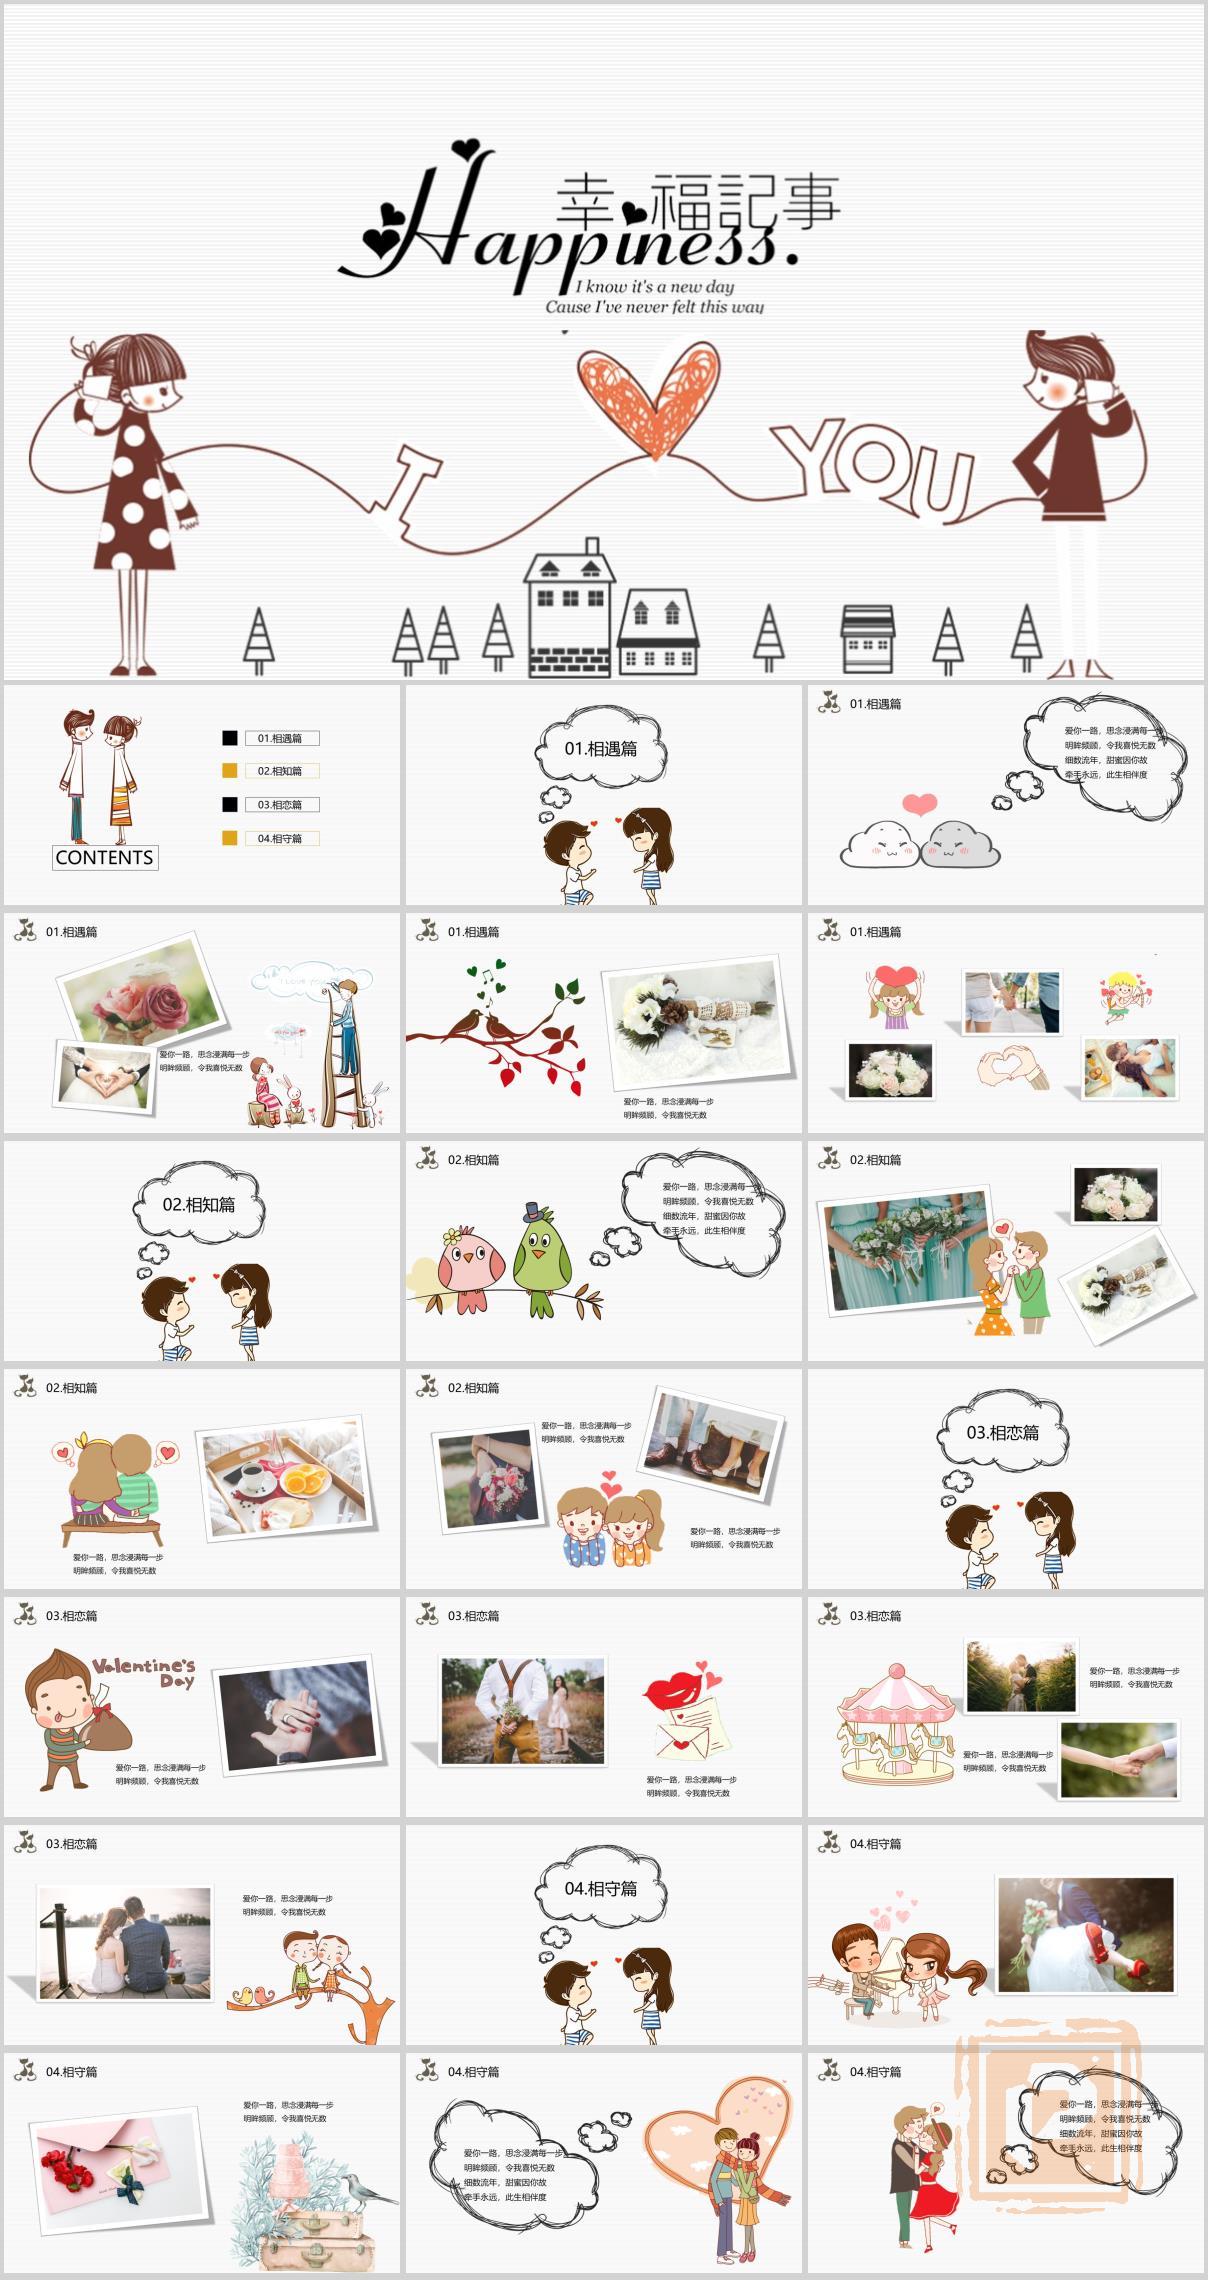 幸福記事
Happiness.
I know it's a new day
Cause I've never felt this way
I
YOU
01.相遇篇
02.相知篇
03.相恋篇
04.相守篇
CONTENTS
01.相遇篇
01.相遇篇
爱你一路，思念浸满每一步
明眸频顾，令我喜悦无数
细数流年，甜蜜因你故
牵手永远，此生相伴度
01.相遇篇
I LOVE YOU
爱你一路，思念浸满每一步
明眸频顾，令我喜悦无数
01.相遇篇
爱你一路，思念浸满每一步
明眸频顾，令我喜悦无数
01.相遇篇
02.相知篇
02.相知篇
爱你一路，思念浸满每一步
明眸频顾，令我喜悦无数
细数流年，甜蜜因你故
牵手永远，此生相伴度
02.相知篇
02.相知篇
爱你一路，思念浸满每一步
明眸频顾，令我喜悦无数
02.相知篇
爱你一路，思念浸满每一步
明眸频顾，令我喜悦无数
爱你一路，思念浸满每一步
明眸频顾，令我喜悦无数
03.相恋篇
03.相恋篇
Valentine's
Day
爱你一路，思念浸满每一步
明眸频顾，令我喜悦无数
03.相恋篇
爱你一路，思念浸满每一步
明眸频顾，令我喜悦无数
03.相恋篇
爱你一路，思念浸满每一步
明眸频顾，令我喜悦无数
爱你一路，思念浸满每一步
明眸频顾，令我喜悦无数
03.相恋篇
爱你一路，思念浸满每一步
明眸频顾，令我喜悦无数
04.相守篇
04.相守篇
04.相守篇
爱你一路，思念浸满每一步
明眸频顾，令我喜悦无数
04.相守篇
爱你一路，思念浸满每一步
明眸频顾，令我喜悦无数
细数流年，甜蜜因你故
牵手永远，此生相伴度
04.相守篇
爱你一路，思念浸满每一步
明眸频顾，令我喜悦无数
细数流年，甜蜜因你故
牵手永远，此生相伴度